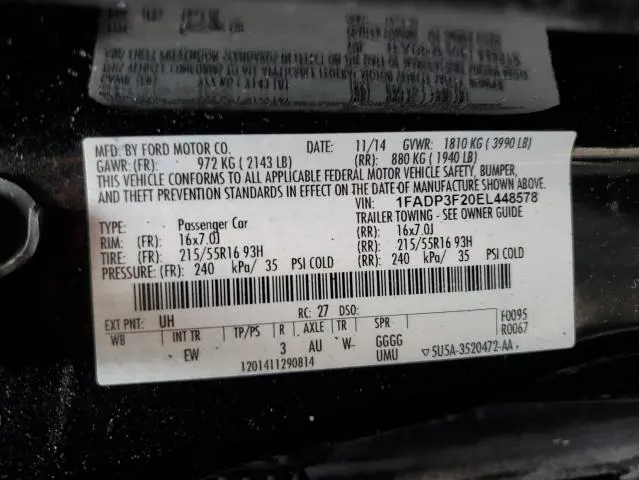 MFD. BY FORD MOTOR CO. DATE: 11/14 GVWR: 1810 KG (3990 LB)
GAWR: (FR): 972 KG (2143 LB) (RR): 880 KG (1940 LB)
THIS VEHICLE CONFORMS TO ALL APPLICABLE FEDERAL MOTOR VEHICLE SAFETY, BUMPER,
AND THEFT PREVENTION STANDARDS IN EFFECT ON THE DATE OF MANUFACTURE SHOWN ABOVE.
VIN: 1FADP3F20EL448578
TYPE: Passenger Car TRAILER TOWING - SEE OWNER GUIDE
RIM: (FR): 16x7.0J (RR): 16x7.0J
TIRE: (FR): 215/55R16 93H (RR): 215/55R16 93H
PRESSURE: (FR): 240 kPa/ 35 PSI COLD (RR): 240 kPa/ 35 PSI COLD
EXT PNT: UH RC: 27 DSO: F0095
WB INT TR TP/PS R AXLE TR SPR R0067
EW 3 AU W- GGGG
UMU
1201411290814 ▽5U5A-3520472-AA